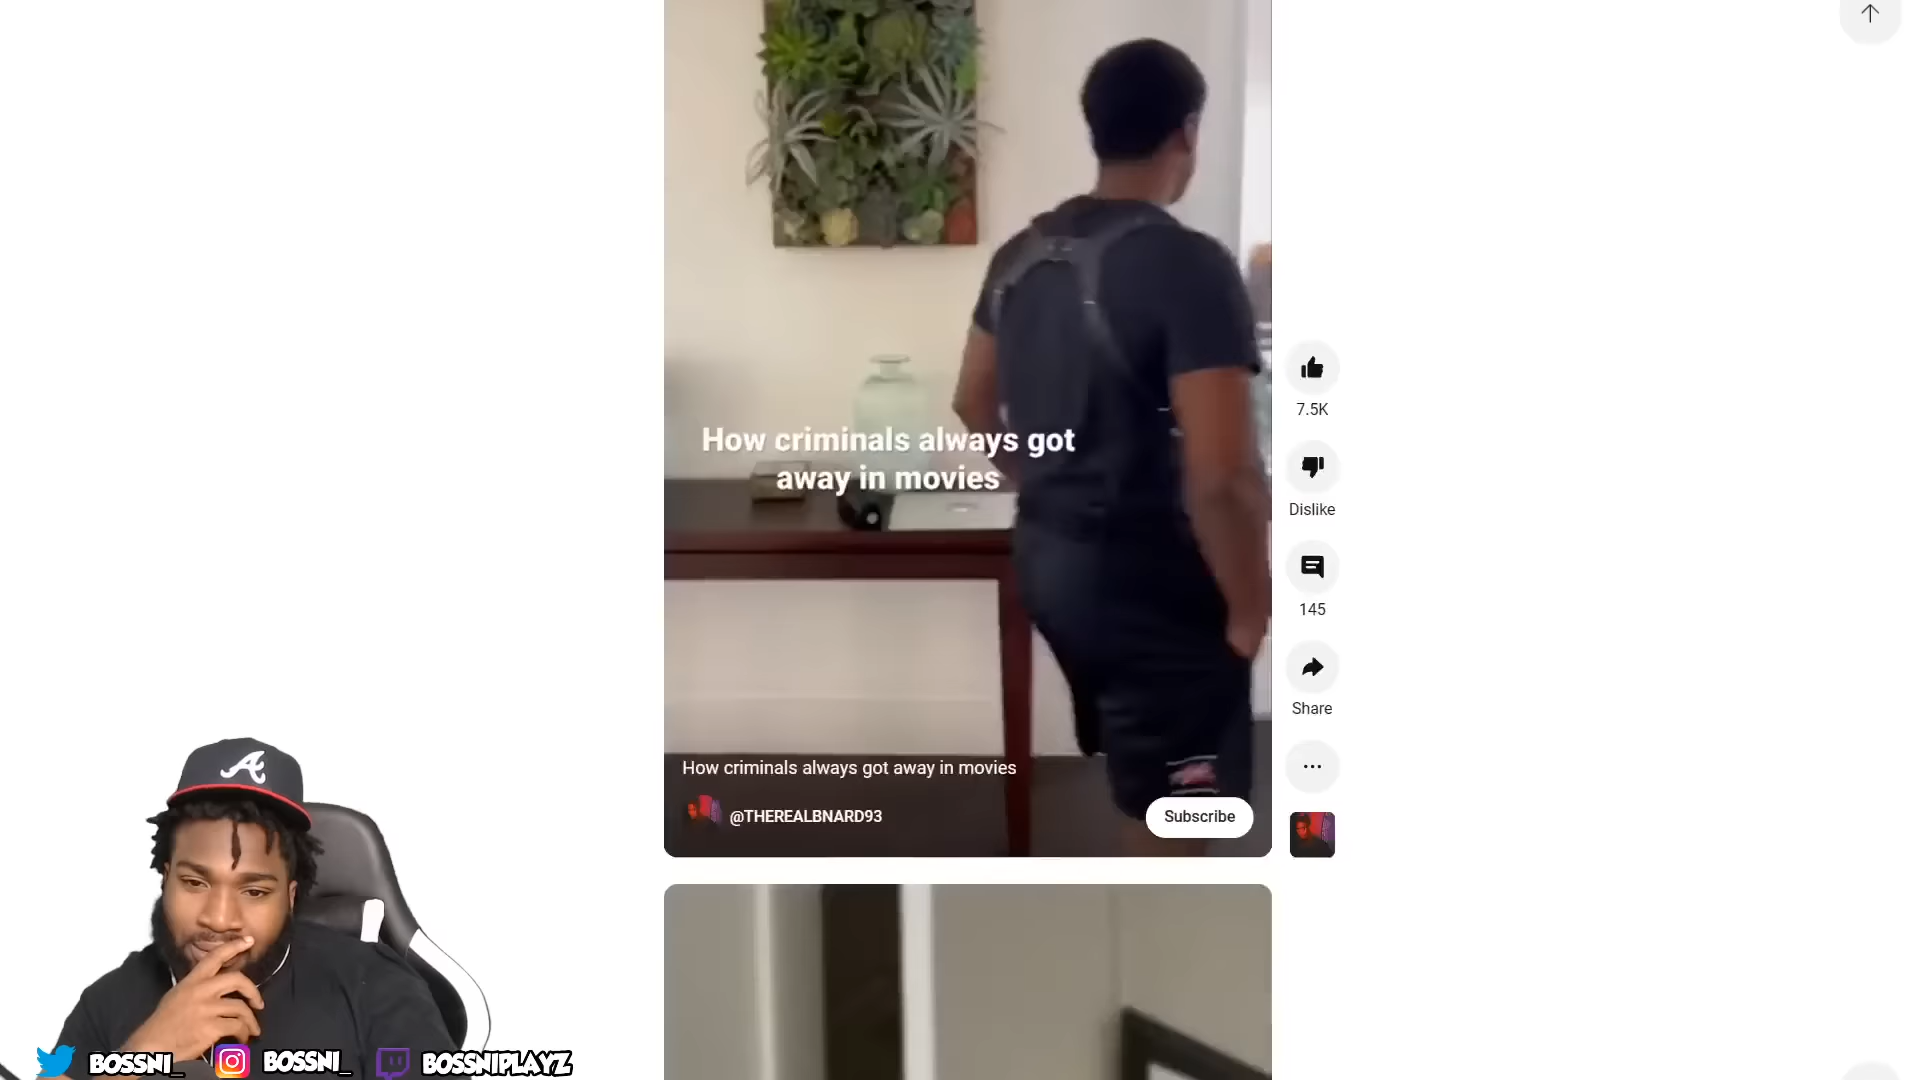 How criminals always got
away in movies
7.5K
Dislike
145
Share
How criminals always got away in movies
@THEREALBNARD93
Subscribe
A
BOSSNI_
BOSSNI_
BOSSNIPLAYZ